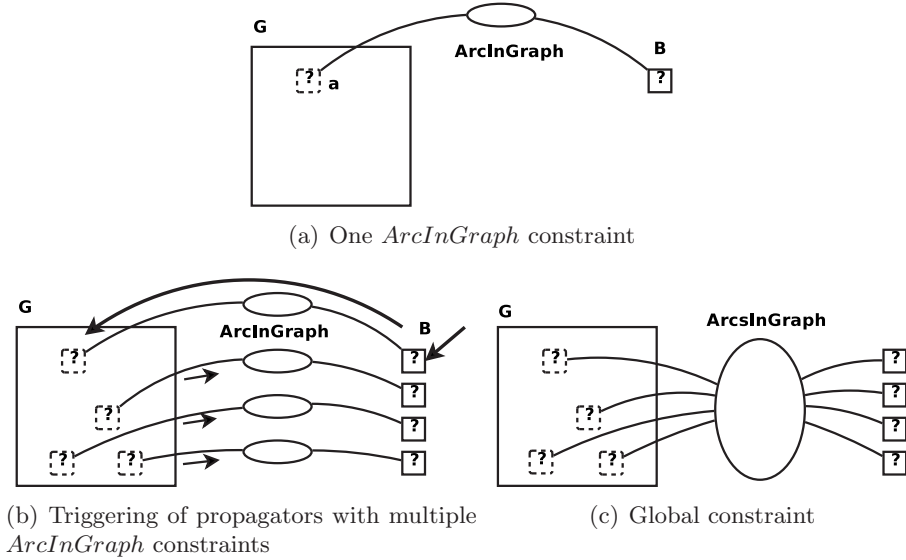 G
ArcInGraph
B
?
a
?
(a) One ArcInGraph constraint
G
ArcInGraph
B
?
?
?
?
?
?
?
?
(b) Triggering of propagators with multiple
ArcInGraph constraints
G
ArcsInGraph
?
?
?
?
?
?
?
?
(c) Global constraint